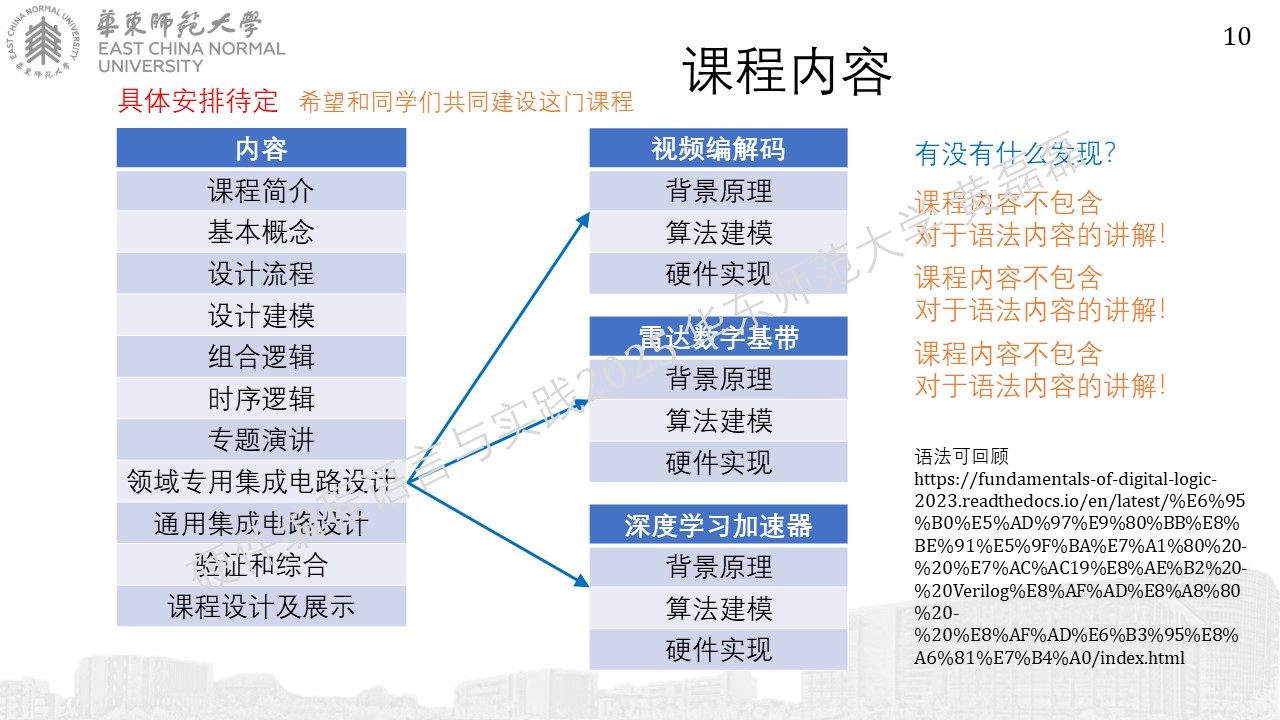 華東師範大學
EAST CHINA NORMAL
UNIVERSITY
EAST CHINA NORMAL UNIVERSITY
華東师范大学
10
课程内容
具体安排待定
希望和同学们共同建设这门课程
内容
课程简介
基本概念
设计流程
设计建模
组合逻辑
时序逻辑
专题演讲
领域专用集成电路设计
通用集成电路设计
验证和综合
课程设计及展示
视频编解码
背景原理
算法建模
硬件实现
雷达数字基带
背景原理
算法建模
硬件实现
深度学习加速器
背景原理
算法建模
硬件实现
有没有什么发现？
课程内容不包含
对于语法内容的讲解！
课程内容不包含
对于语法内容的讲解！
课程内容不包含
对于语法内容的讲解！
语法可回顾
https://fundamentals-of-digital-logic-
2023.readthedocs.io/en/latest/%E6%95
%B0%E5%AD%97%E9%80%BB%E8%
BE%91%E5%9F%BA%E7%A1%80%20-
%20%E7%AC%AC19%E8%AE%B2%20-
%20Verilog%E8%AF%AD%E8%A8%80
%20-
%20%E8%AF%AD%E6%B3%95%E8%
A6%81%E7%B4%A0/index.html
硬件编程语言与实践2025 华东师范大学 黄磊磊